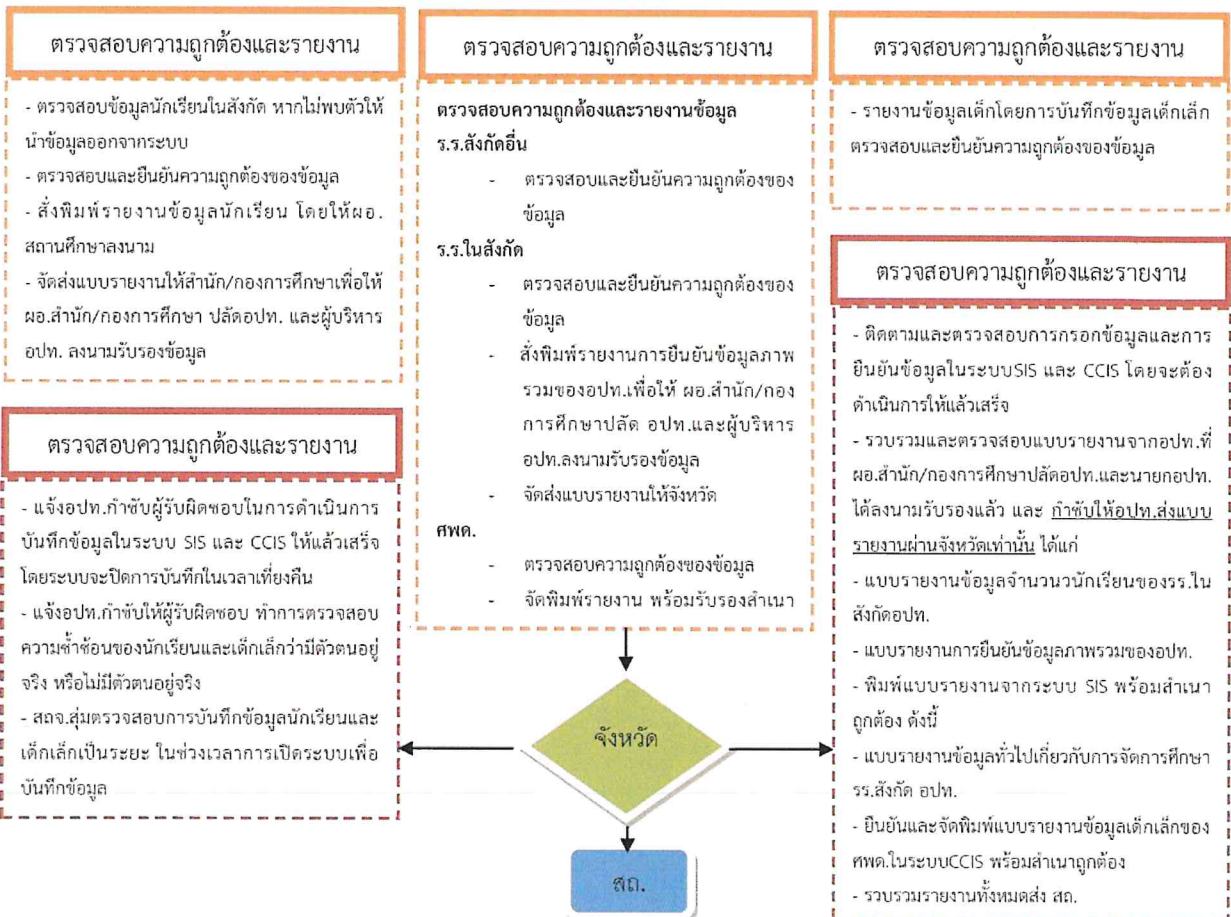 ตรวจสอบความถูกต้องและรายงาน
- ตรวจสอบข้อมูลนักเรียนในสังกัด หากไม่พบตัวให้
นำข้อมูลออกจากระบบ
- ตรวจสอบและยืนยันความถูกต้องของข้อมูล
- สั่งพิมพ์รายงานข้อมูลนักเรียน โดยให้ผอ.
สถานศึกษาลงนาม
- จัดส่งแบบรายงานให้สำนัก/กองการศึกษาเพื่อให้
ผอ.สำนัก/กองการศึกษา ปลัดอปท. และผู้บริหาร
อปท. ลงนามรับรองข้อมูล
ตรวจสอบความถูกต้องและรายงาน
- แจ้งอปท.กำชับผู้รับผิดชอบในการดำเนินการ
บันทึกข้อมูลในระบบ SIS และ CCIS ให้แล้วเสร็จ
โดยระบบจะปิดการบันทึกในเวลาเที่ยงคืน
- แจ้งอปท.กำชับให้ผู้รับผิดชอบ ทำการตรวจสอบ
ความซ้ำซ้อนของนักเรียนและเด็กเล็กว่ามีตัวตนอยู่
จริง หรือไม่มีตัวตนอยู่จริง
- สถจ.สุ่มตรวจสอบการบันทึกข้อมูลนักเรียนและ
เด็กเล็กเป็นระยะ ในช่วงเวลาการเปิดระบบเพื่อ
บันทึกข้อมูล
ตรวจสอบความถูกต้องและรายงาน
ตรวจสอบความถูกต้องและรายงานข้อมูล
ร.ร.สังกัดอื่น
- ตรวจสอบและยืนยันความถูกต้องของ
ข้อมูล
ร.ร.ในสังกัด
- ตรวจสอบและยืนยันความถูกต้องของ
ข้อมูล
- สั่งพิมพ์รายงานการยืนยันข้อมูลภาพ
รวมของอปท.เพื่อให้ ผอ.สำนัก/กอง
การศึกษาปลัด อปท.และผู้บริหาร
อปท.ลงนามรับรองข้อมูล
- จัดส่งแบบรายงานให้จังหวัด
ศพด.
- ตรวจสอบความถูกต้องของข้อมูล
- จัดพิมพ์รายงาน พร้อมรับรองสำเนา
จังหวัด
สถ.
ตรวจสอบความถูกต้องและรายงาน
- รายงานข้อมูลเด็กโดยการบันทึกข้อมูลเด็กเล็ก
ตรวจสอบและยืนยันความถูกต้องของข้อมูล
ตรวจสอบความถูกต้องและรายงาน
- ติดตามและตรวจสอบการกรอกข้อมูลและการ
ยืนยันข้อมูลในระบบSIS และ CCIS โดยจะต้อง
ดำเนินการให้แล้วเสร็จ
- รวบรวมและตรวจสอบแบบรายงานจากอปท.ที่
ผอ.สำนัก/กองการศึกษาปลัดอปท.และนายกอปท.
ได้ลงนามรับรองแล้ว และ กำชับให้อปท.ส่งแบบ
รายงานผ่านจังหวัดเท่านั้น ได้แก่
- แบบรายงานข้อมูลจำนวนวนักเรียนของรร.ใน
สังกัดอปท.
- แบบรายงานการยืนยันข้อมูลภาพรวมของอปท.
- พิมพ์แบบรายงานจากระบบ SIS พร้อมสำเนา
ถูกต้อง ดังนี้
- แบบรายงานข้อมูลทั่วไปเกี่ยวกับการจัดการศึกษา
รร.สังกัด อปท.
- ยืนยันและจัดพิมพ์แบบรายงานข้อมูลเด็กเล็กของ
ศพด.ในระบบCCIS พร้อมสำเนาถูกต้อง
- รวบรวมรายงานทั้งหมดส่ง สถ.